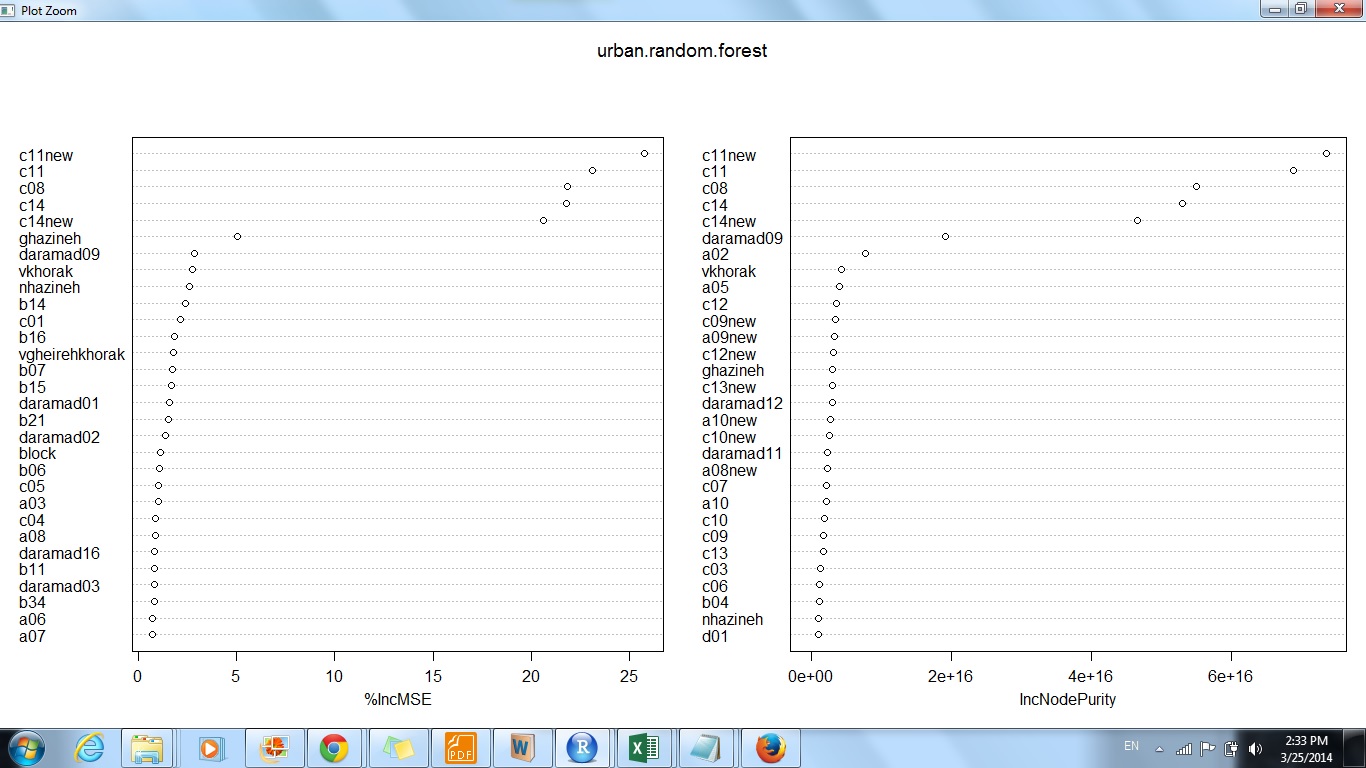 Plot Zoom
urban.random.forest
c11new
c11
c08
c14
c14new
ghazineh
daramad09
vkhorak
nhazineh
b14
c01
b16
vgheirehkhorak
b07
b15
daramad01
b21
daramad02
block
b06
c05
a03
c04
a08
daramad16
b11
daramad03
b34
a06
a07
0 5 10 15 20 25
%IncMSE
c11new
c11
c08
c14
c14new
daramad09
a02
vkhorak
a05
c12
c09new
a09new
c12new
ghazineh
c13new
daramad12
a10new
c10new
daramad11
a08new
c07
a10
c10
c09
c13
c03
c06
b04
nhazineh
d01
0e+00 2e+16 4e+16 6e+16
IncNodePurity
PDF
W
R
X
EN
2:33 PM
3/25/2014